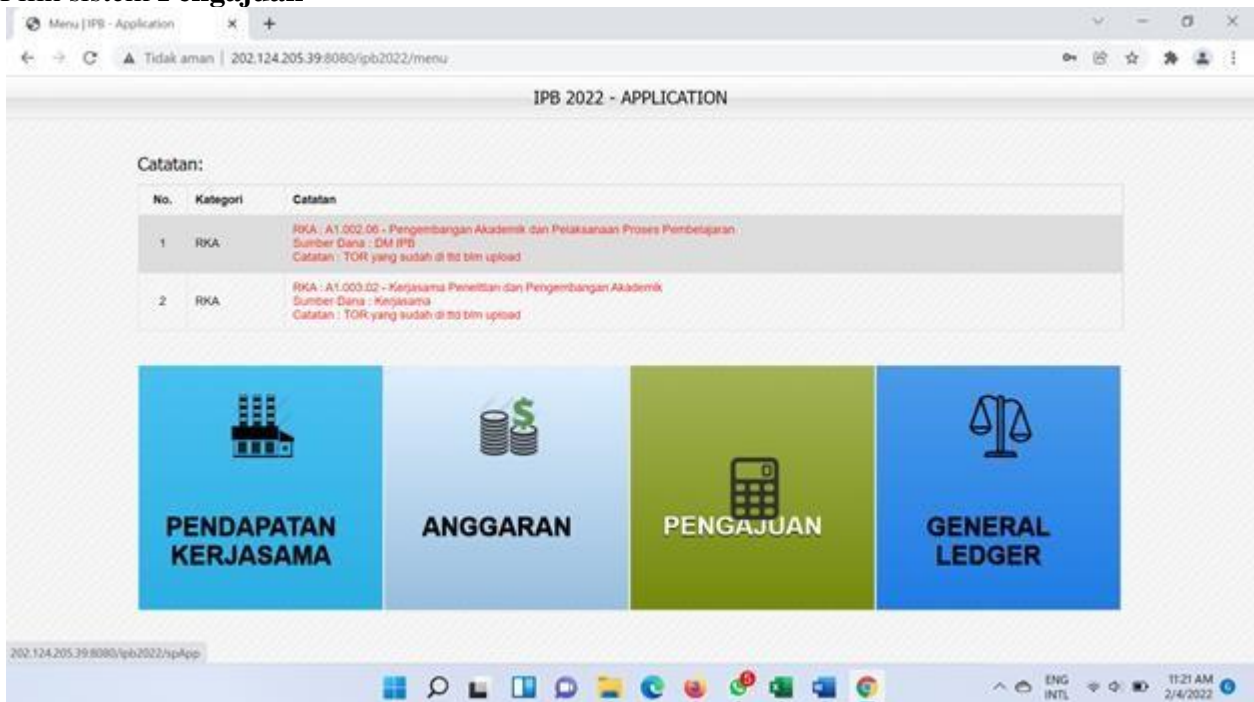 Pilih sistem Pengajuan
Menu | IPB - Application
Tidak aman | 202.124.205.39:8080/ipb2022/menu
IPB 2022 - APPLICATION
Catatan:
No. Kategori Catatan
1 RKA
RKA : A1.002.06 - Pengembangan Akademik dan Pelaksanaan Proses Pembelajaran
Sumber Dana : DM IPB
Catatan : TOR yang sudah di ttd blm upload
2 RKA
RKA : A1.003.02 - Kerjasama Penelitian dan Pengembangan Akademik
Sumber Dana : Kerjasama
Catatan : TOR yang sudah di ttd blm upload
PENDAPATAN
KERJASAMA
ANGGARAN
PENGAJUAN
GENERAL
LEDGER
202.124.205.39:8080/ipb2022/spApp
ENG
INTL
11:21 AM
2/4/2022